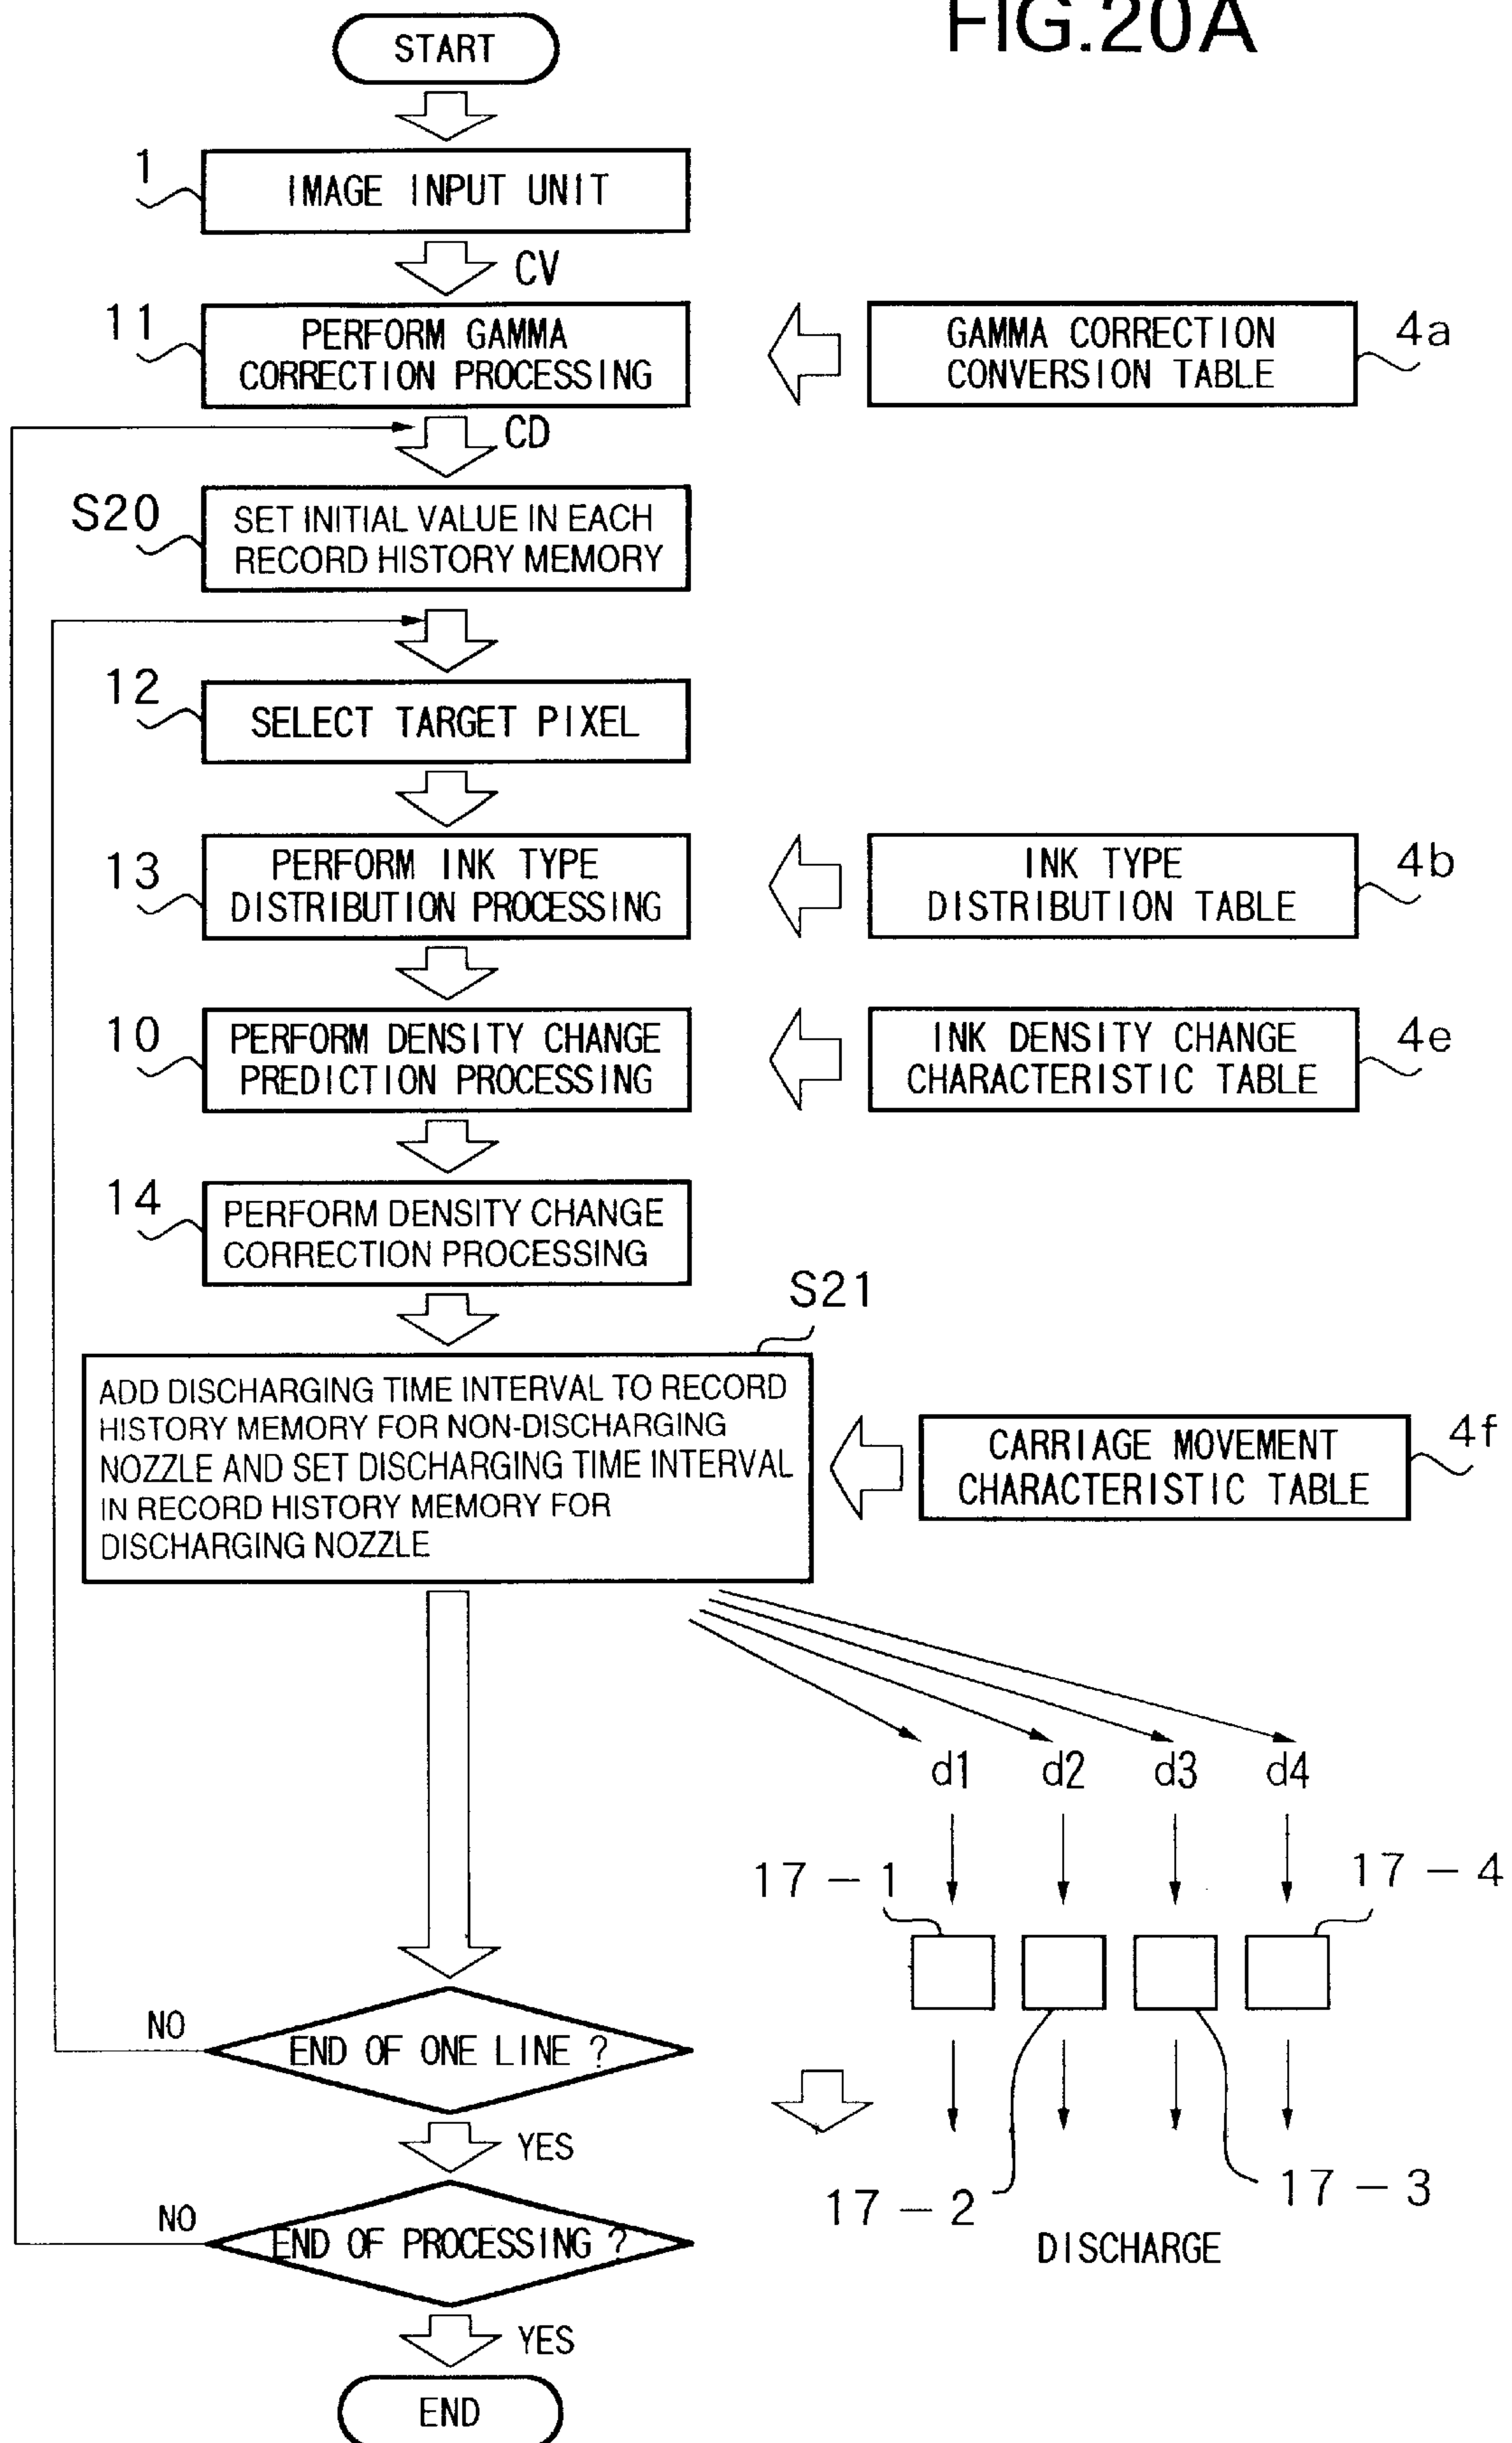 FIG.20A
START
1
IMAGE INPUT UNIT
CV
11
PERFORM GAMMA
CORRECTION PROCESSING
GAMMA CORRECTION
CONVERSION TABLE
4a
CD
S20
SET INITIAL VALUE IN EACH
RECORD HISTORY MEMORY
12
SELECT TARGET PIXEL
13
PERFORM INK TYPE
DISTRIBUTION PROCESSING
INK TYPE
DISTRIBUTION TABLE
4b
10
PERFORM DENSITY CHANGE
PREDICTION PROCESSING
INK DENSITY CHANGE
CHARACTERISTIC TABLE
4e
14
PERFORM DENSITY CHANGE
CORRECTION PROCESSING
S21
ADD DISCHARGING TIME INTERVAL TO RECORD
HISTORY MEMORY FOR NON-DISCHARGING
NOZZLE AND SET DISCHARGING TIME INTERVAL
IN RECORD HISTORY MEMORY FOR
DISCHARGING NOZZLE
CARRIAGE MOVEMENT
CHARACTERISTIC TABLE
4f
d1 d2 d3 d4
17-1
17-4
NO
END OF ONE LINE ?
YES
17-2
17-3
NO
END OF PROCESSING ?
DISCHARGE
YES
END